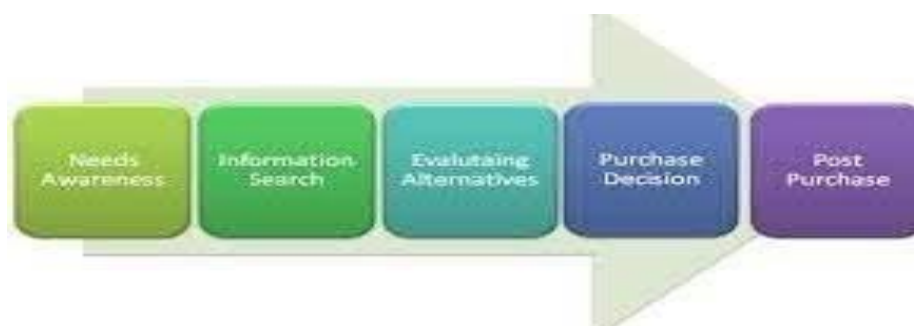 Needs
Awareness
Information
Search
Evalutaing
Alternatives
Purchase
Decision
Post
Purchase